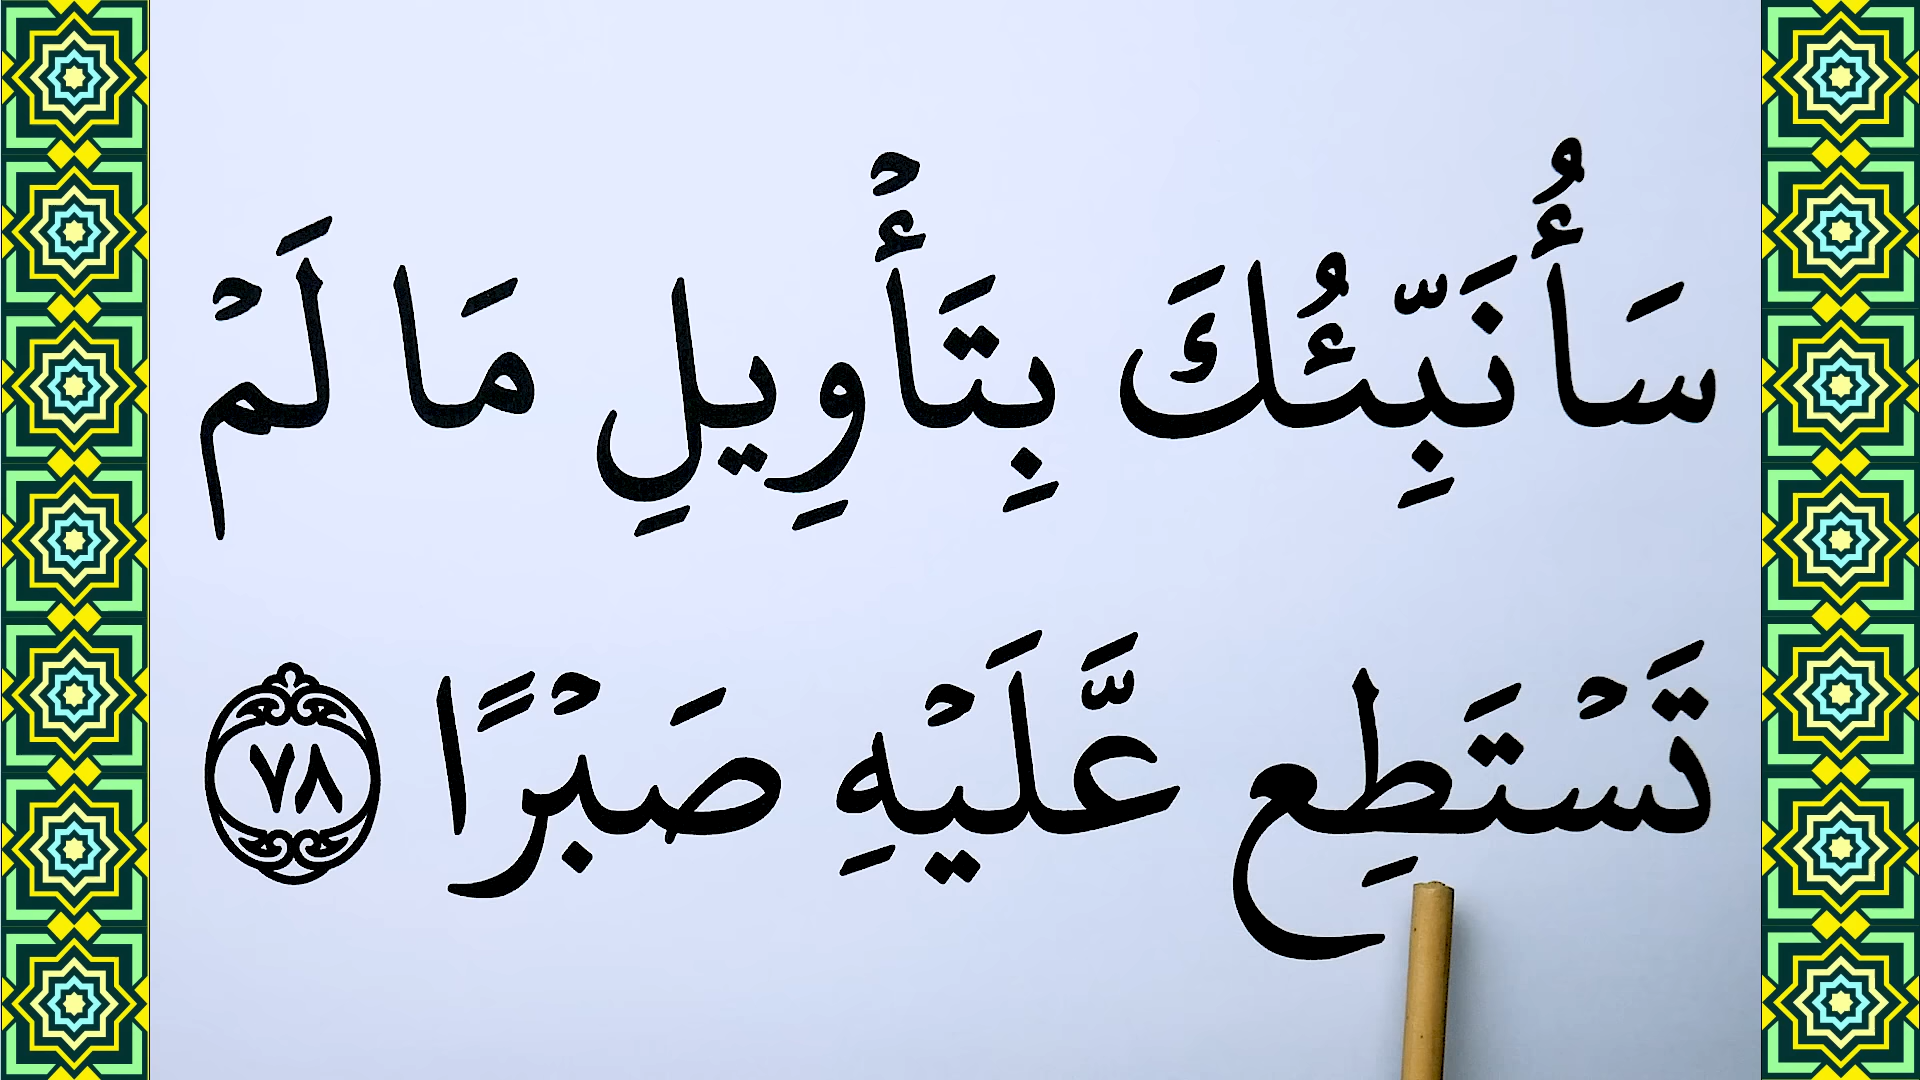 سَأُنَبِّئُكَ بِتَأْوِيلِ مَا لَمْ
تَسْتَطِع عَّلَيْهِ صَبْرًا ٧٨